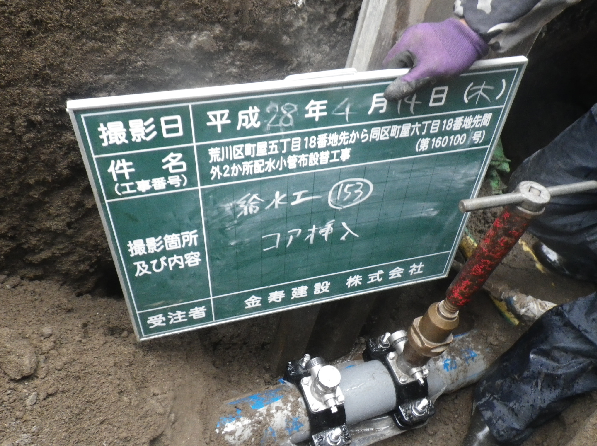 撮影日 平成28年4月14日(木)
件名 荒川区町屋五丁目18番地先から同区町屋六丁目18番地先間
(工事番号) 外2か所配水小管布設替工事 (第160100号)
給水工 153
撮影箇所
及び内容 コア挿入
受注者 金寿建設 株式会社